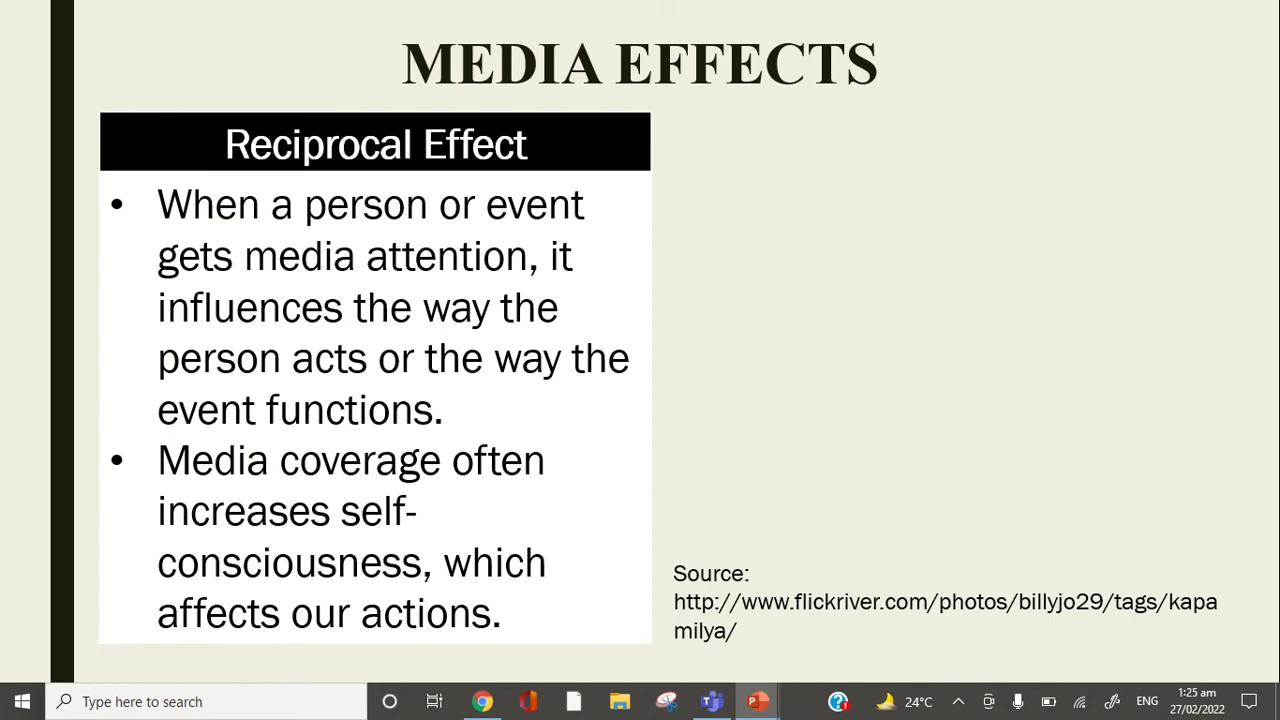 MEDIA EFFECTS
Reciprocal Effect
• When a person or event
gets media attention, it
influences the way the
person acts or the way the
event functions.
• Media coverage often
increases self-
consciousness, which
affects our actions.
Source:
http://www.flickriver.com/photos/billyjo29/tags/kapa
milya/
Type here to search
24°C
ENG
1:25 am
27/02/2022